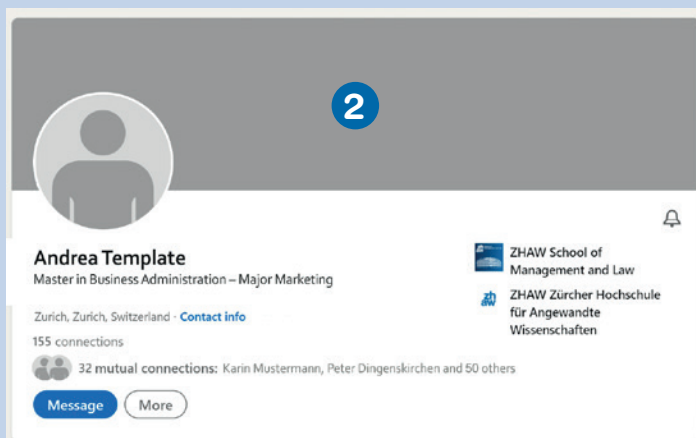 2
Andrea Template
Master in Business Administration – Major Marketing
Zurich, Zurich, Switzerland · Contact info
155 connections
32 mutual connections: Karin Mustermann, Peter Dingenskirchen and 50 others
Message
More
ZHAW School of
Management and Law
zh
aw
ZHAW Zürcher Hochschule
für Angewandte
Wissenschaften